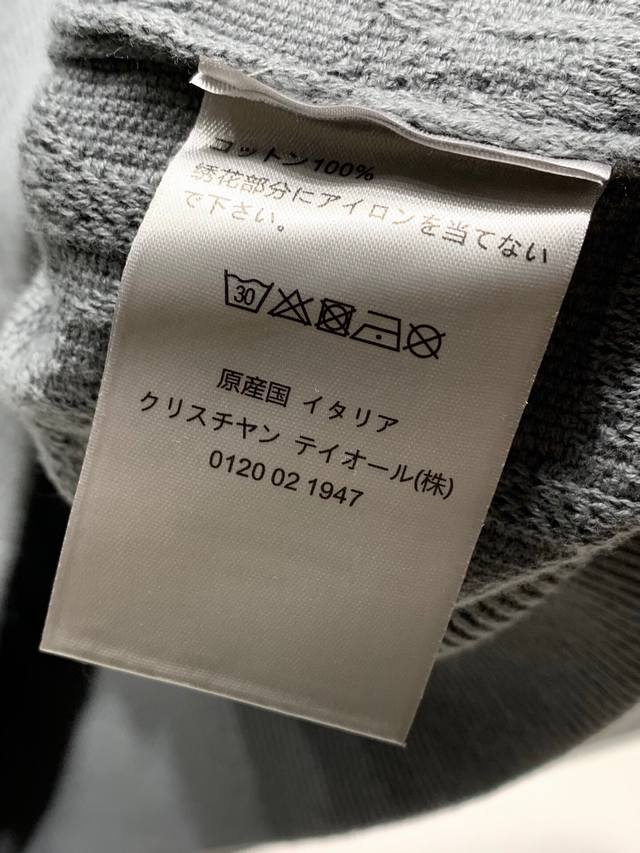 コットン100%
绣花部分にアイロンを当てない
で下さい。
30
原産国 イタリア
クリスチャン テイオール(株)
0120 02 1947